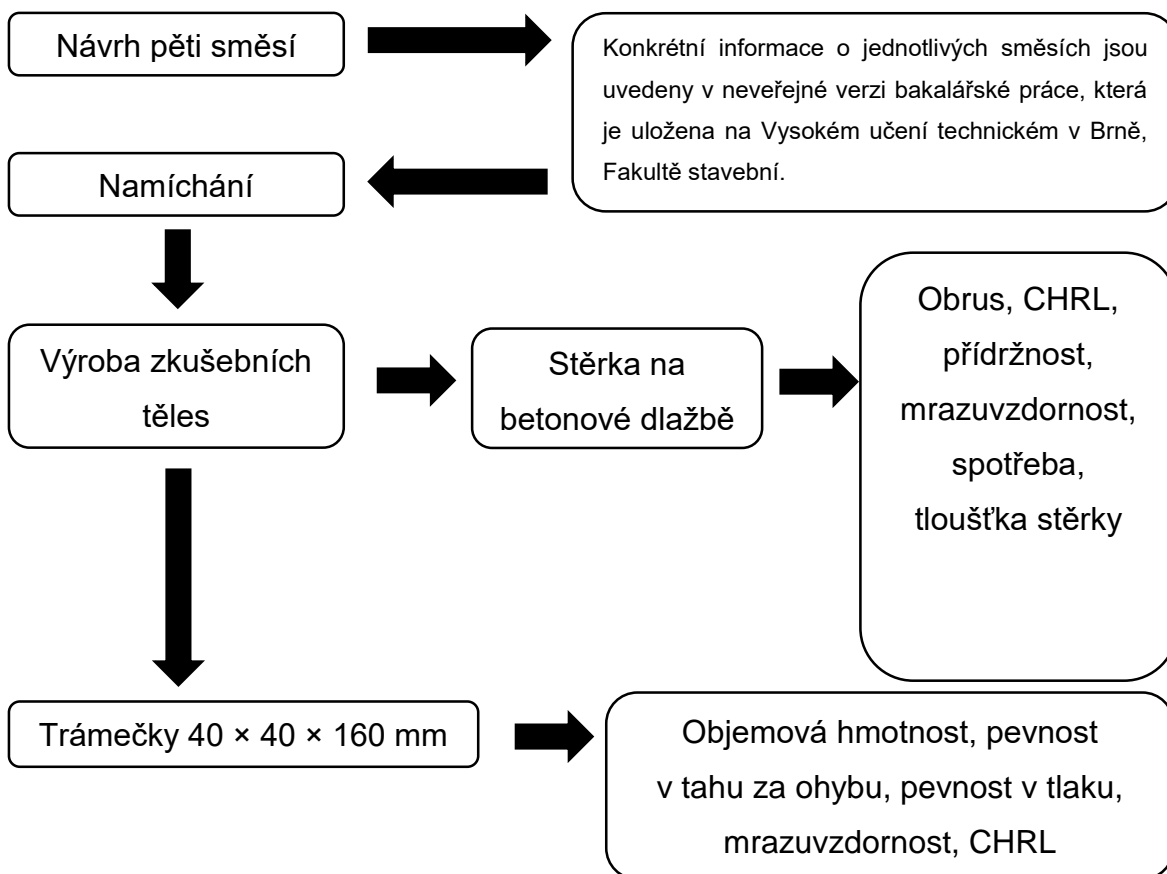 Návrh pěti směsí
Konkrétní informace o jednotlivých směsích jsou
uvedeny v neveřejné verzi bakalářské práce, která
je uložena na Vysokém učení technickém v Brně,
Fakultě stavební.
Namíchání
Výroba zkušebních
těles
Stěrka na
betonové dlažbě
Obrus, CHRL,
přídržnost,
mrazuvzdornost,
spotřeba,
tloušťka stěrky
Trámečky 40 × 40 × 160 mm
Objemová hmotnost, pevnost
v tahu za ohybu, pevnost v tlaku,
mrazuvzdornost, CHRL